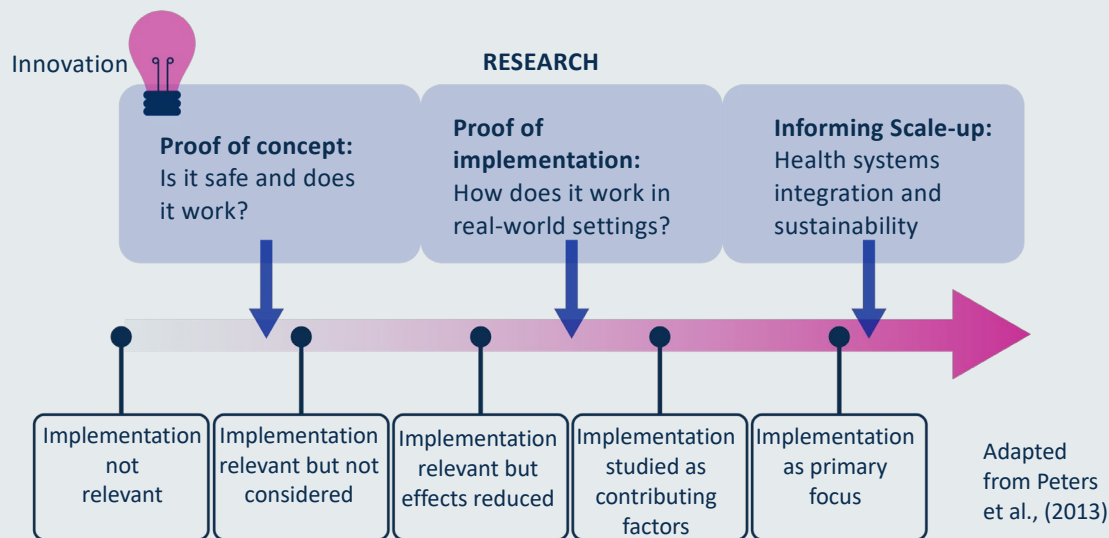 Innovation
RESEARCH
Proof of concept:
Is it safe and does
it work?
Proof of
implementation:
How does it work in
real-world settings?
Informing Scale-up:
Health systems
integration and
sustainability
Implementation
not
relevant
Implementation
relevant but not
considered
Implementation
relevant but
effects reduced
Implementation
studied as
contributing
factors
Implementation
as primary
focus
Adapted
from Peters
et al., (2013)